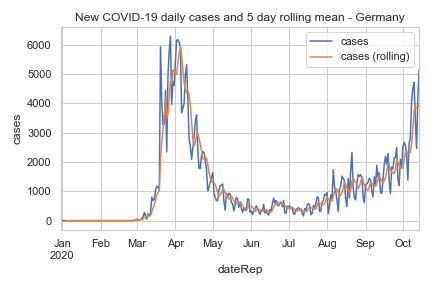 New COVID-19 daily cases and 5 day rolling mean - Germany
cases
cases (rolling)
6000
5000
4000
3000
2000
1000
0
cases
Jan Feb Mar Apr May Jun Jul Aug Sep Oct
2020
dateRep